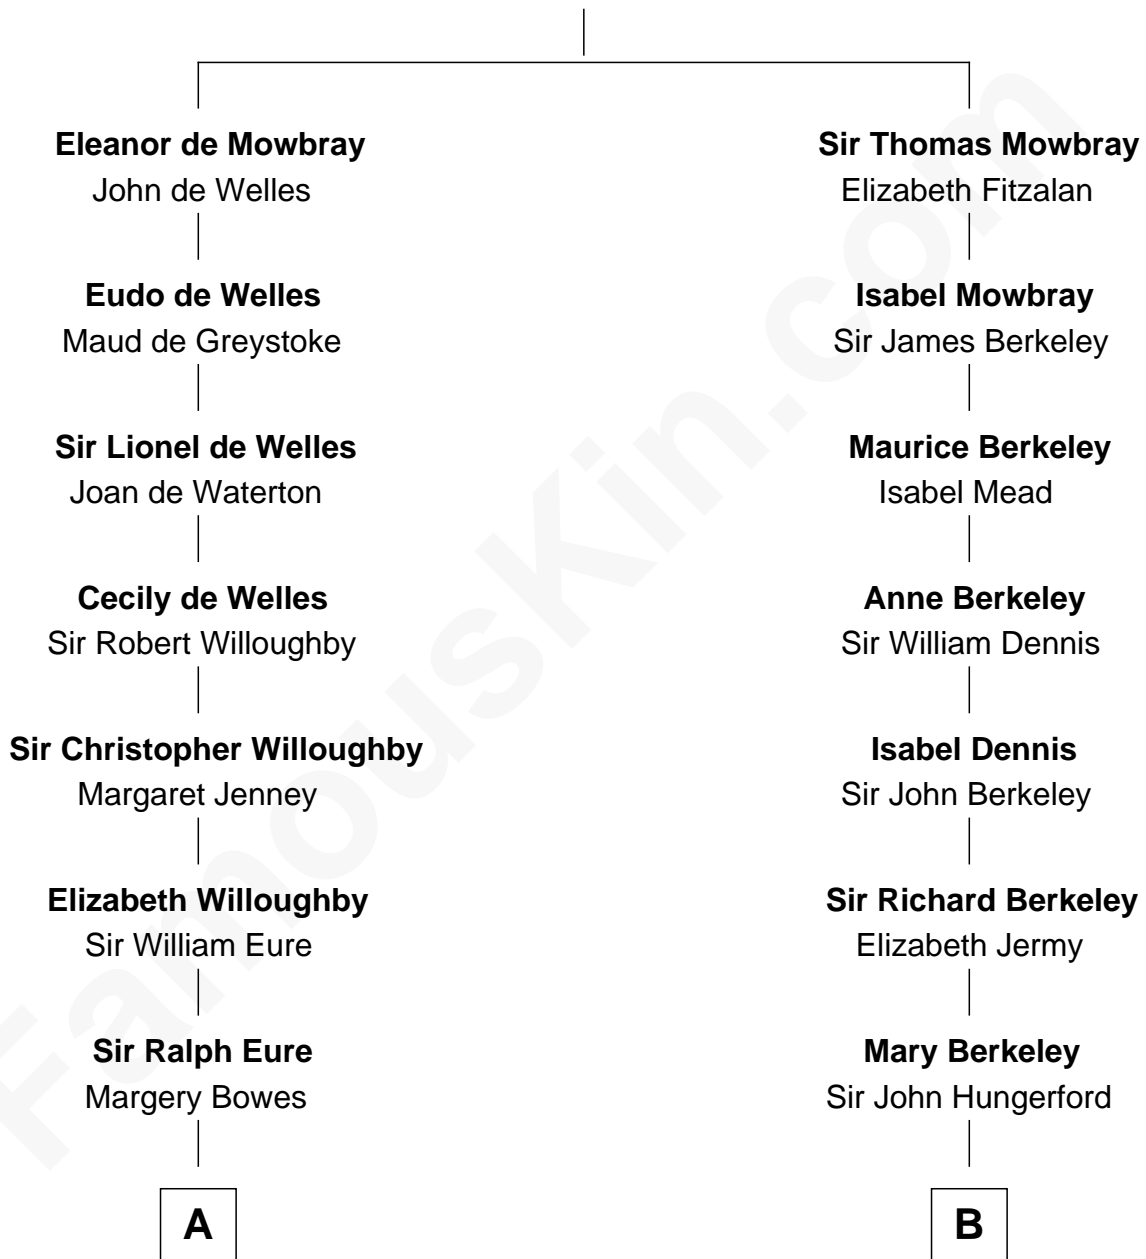 Eleanor de Mowbray
John de Welles
Eudo de Welles
Maud de Greystoke
Sir Lionel de Welles
Joan de Waterton
Cecily de Welles
Sir Robert Willoughby
Sir Christopher Willoughby
Margaret Jenney
Elizabeth Willoughby
Sir William Eure
Sir Ralph Eure
Margery Bowes
A
Sir Thomas Mowbray
Elizabeth Fitzalan
Isabel Mowbray
Sir James Berkeley
Maurice Berkeley
Isabel Mead
Anne Berkeley
Sir William Dennis
Isabel Dennis
Sir John Berkeley
Sir Richard Berkeley
Elizabeth Jermy
Mary Berkeley
Sir John Hungerford
B
FamousKin.com